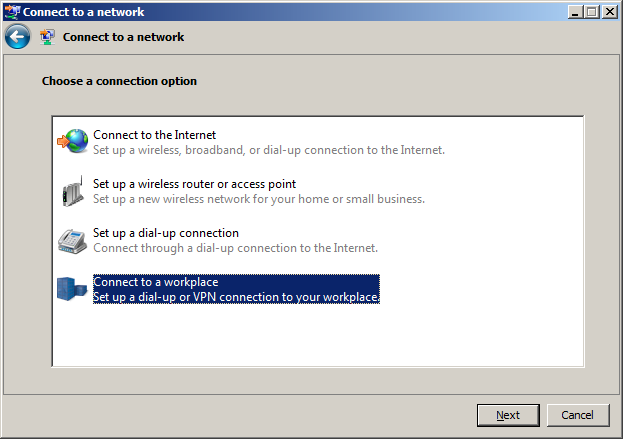 Connect to a network
Connect to a network
Choose a connection option
Connect to the Internet
Set up a wireless, broadband, or dial-up connection to the Internet.
Set up a wireless router or access point
Set up a new wireless network for your home or small business.
Set up a dial-up connection
Connect through a dial-up connection to the Internet.
Connect to a workplace
Set up a dial-up or VPN connection to your workplace.
Next Cancel